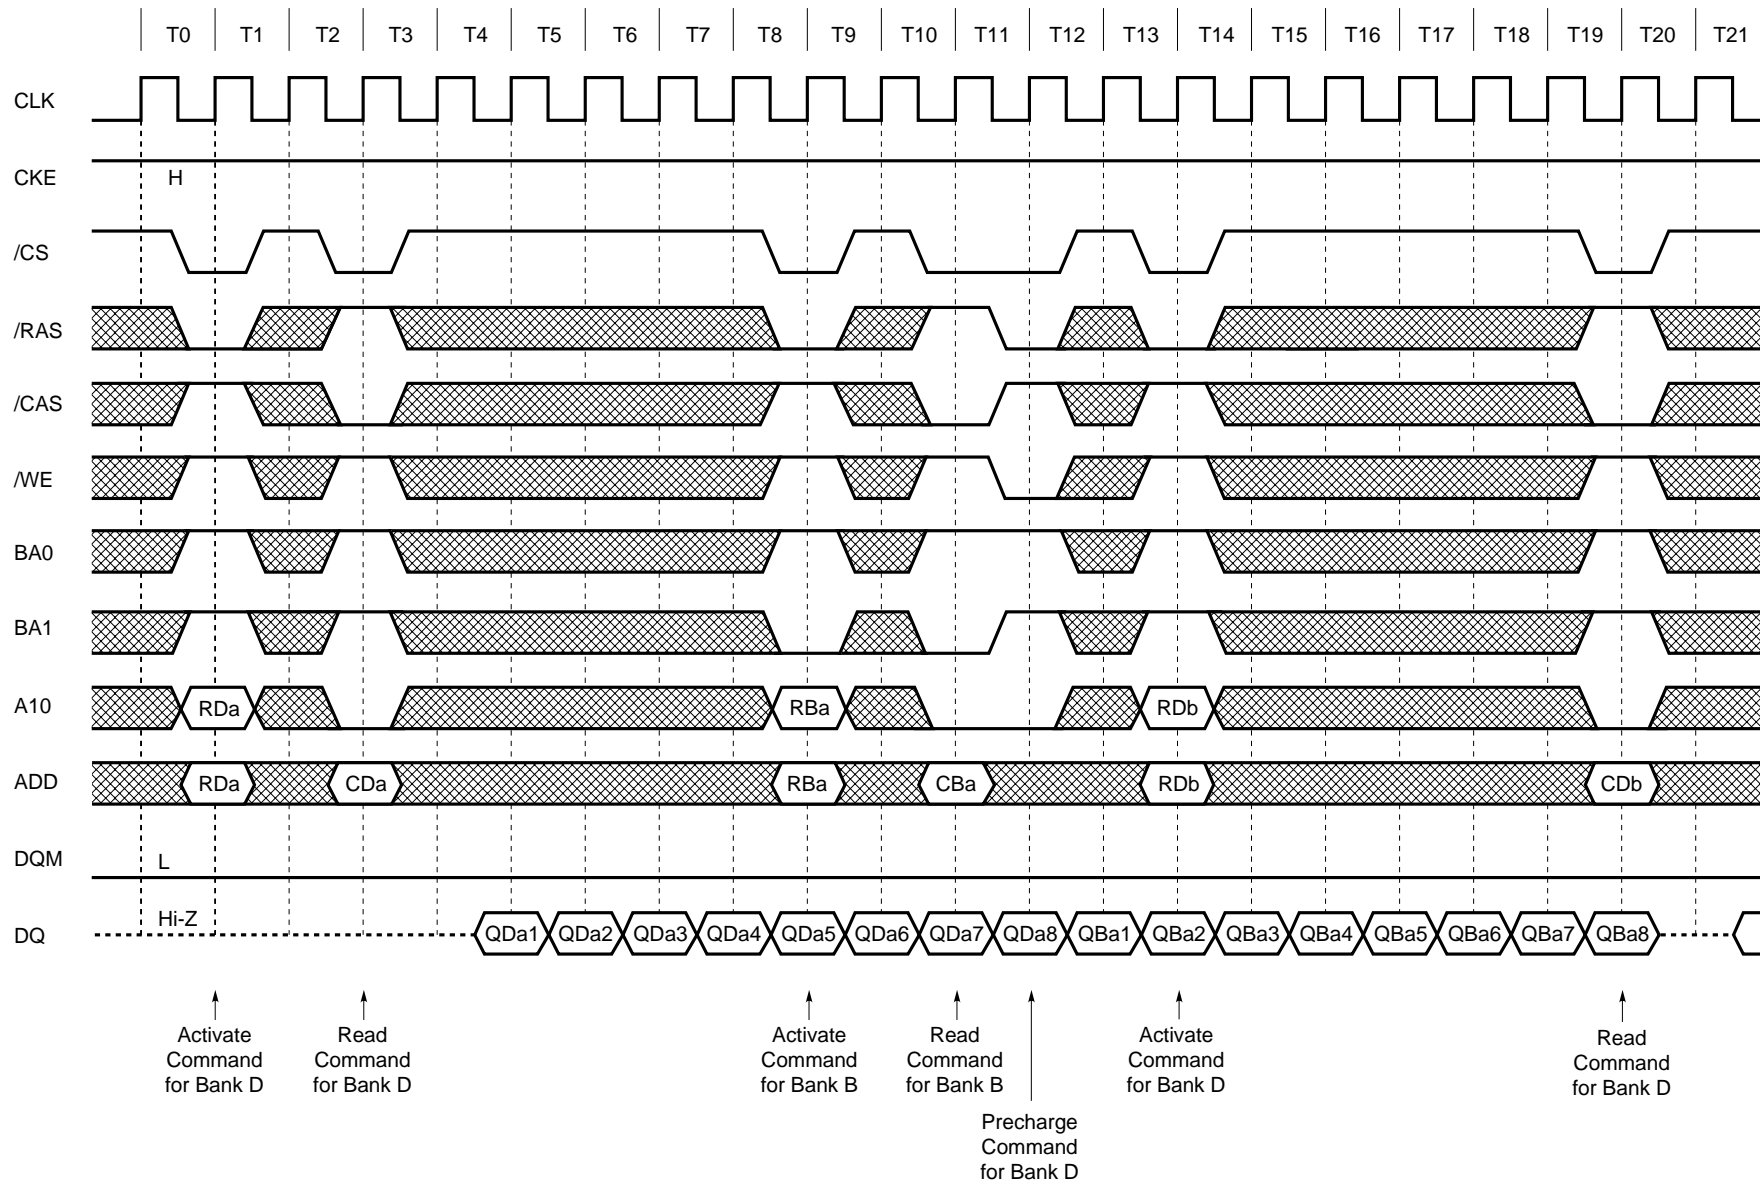 T0 T1 T2 T3 T4 T5 T6 T7 T8 T9 T10 T11 T12 T13 T14 T15 T16 T17 T18 T19 T20 T21
CLK
CKE H
/CS
/RAS
/CAS
/WE
BA0
BA1
A10 RDa RBa RDb
ADD RDa CDa RBa CBa RDb CDb
DQM L
DQ Hi-Z QDa1 QDa2 QDa3 QDa4 QDa5 QDa6 QDa7 QDa8 QBa1 QBa2 QBa3 QBa4 QBa5 QBa6 QBa7 QBa8
Activate
Command
for Bank D
Read
Command
for Bank D
Activate
Command
for Bank B
Read
Command
for Bank B
Precharge
Command
for Bank D
Activate
Command
for Bank D
Read
Command
for Bank D